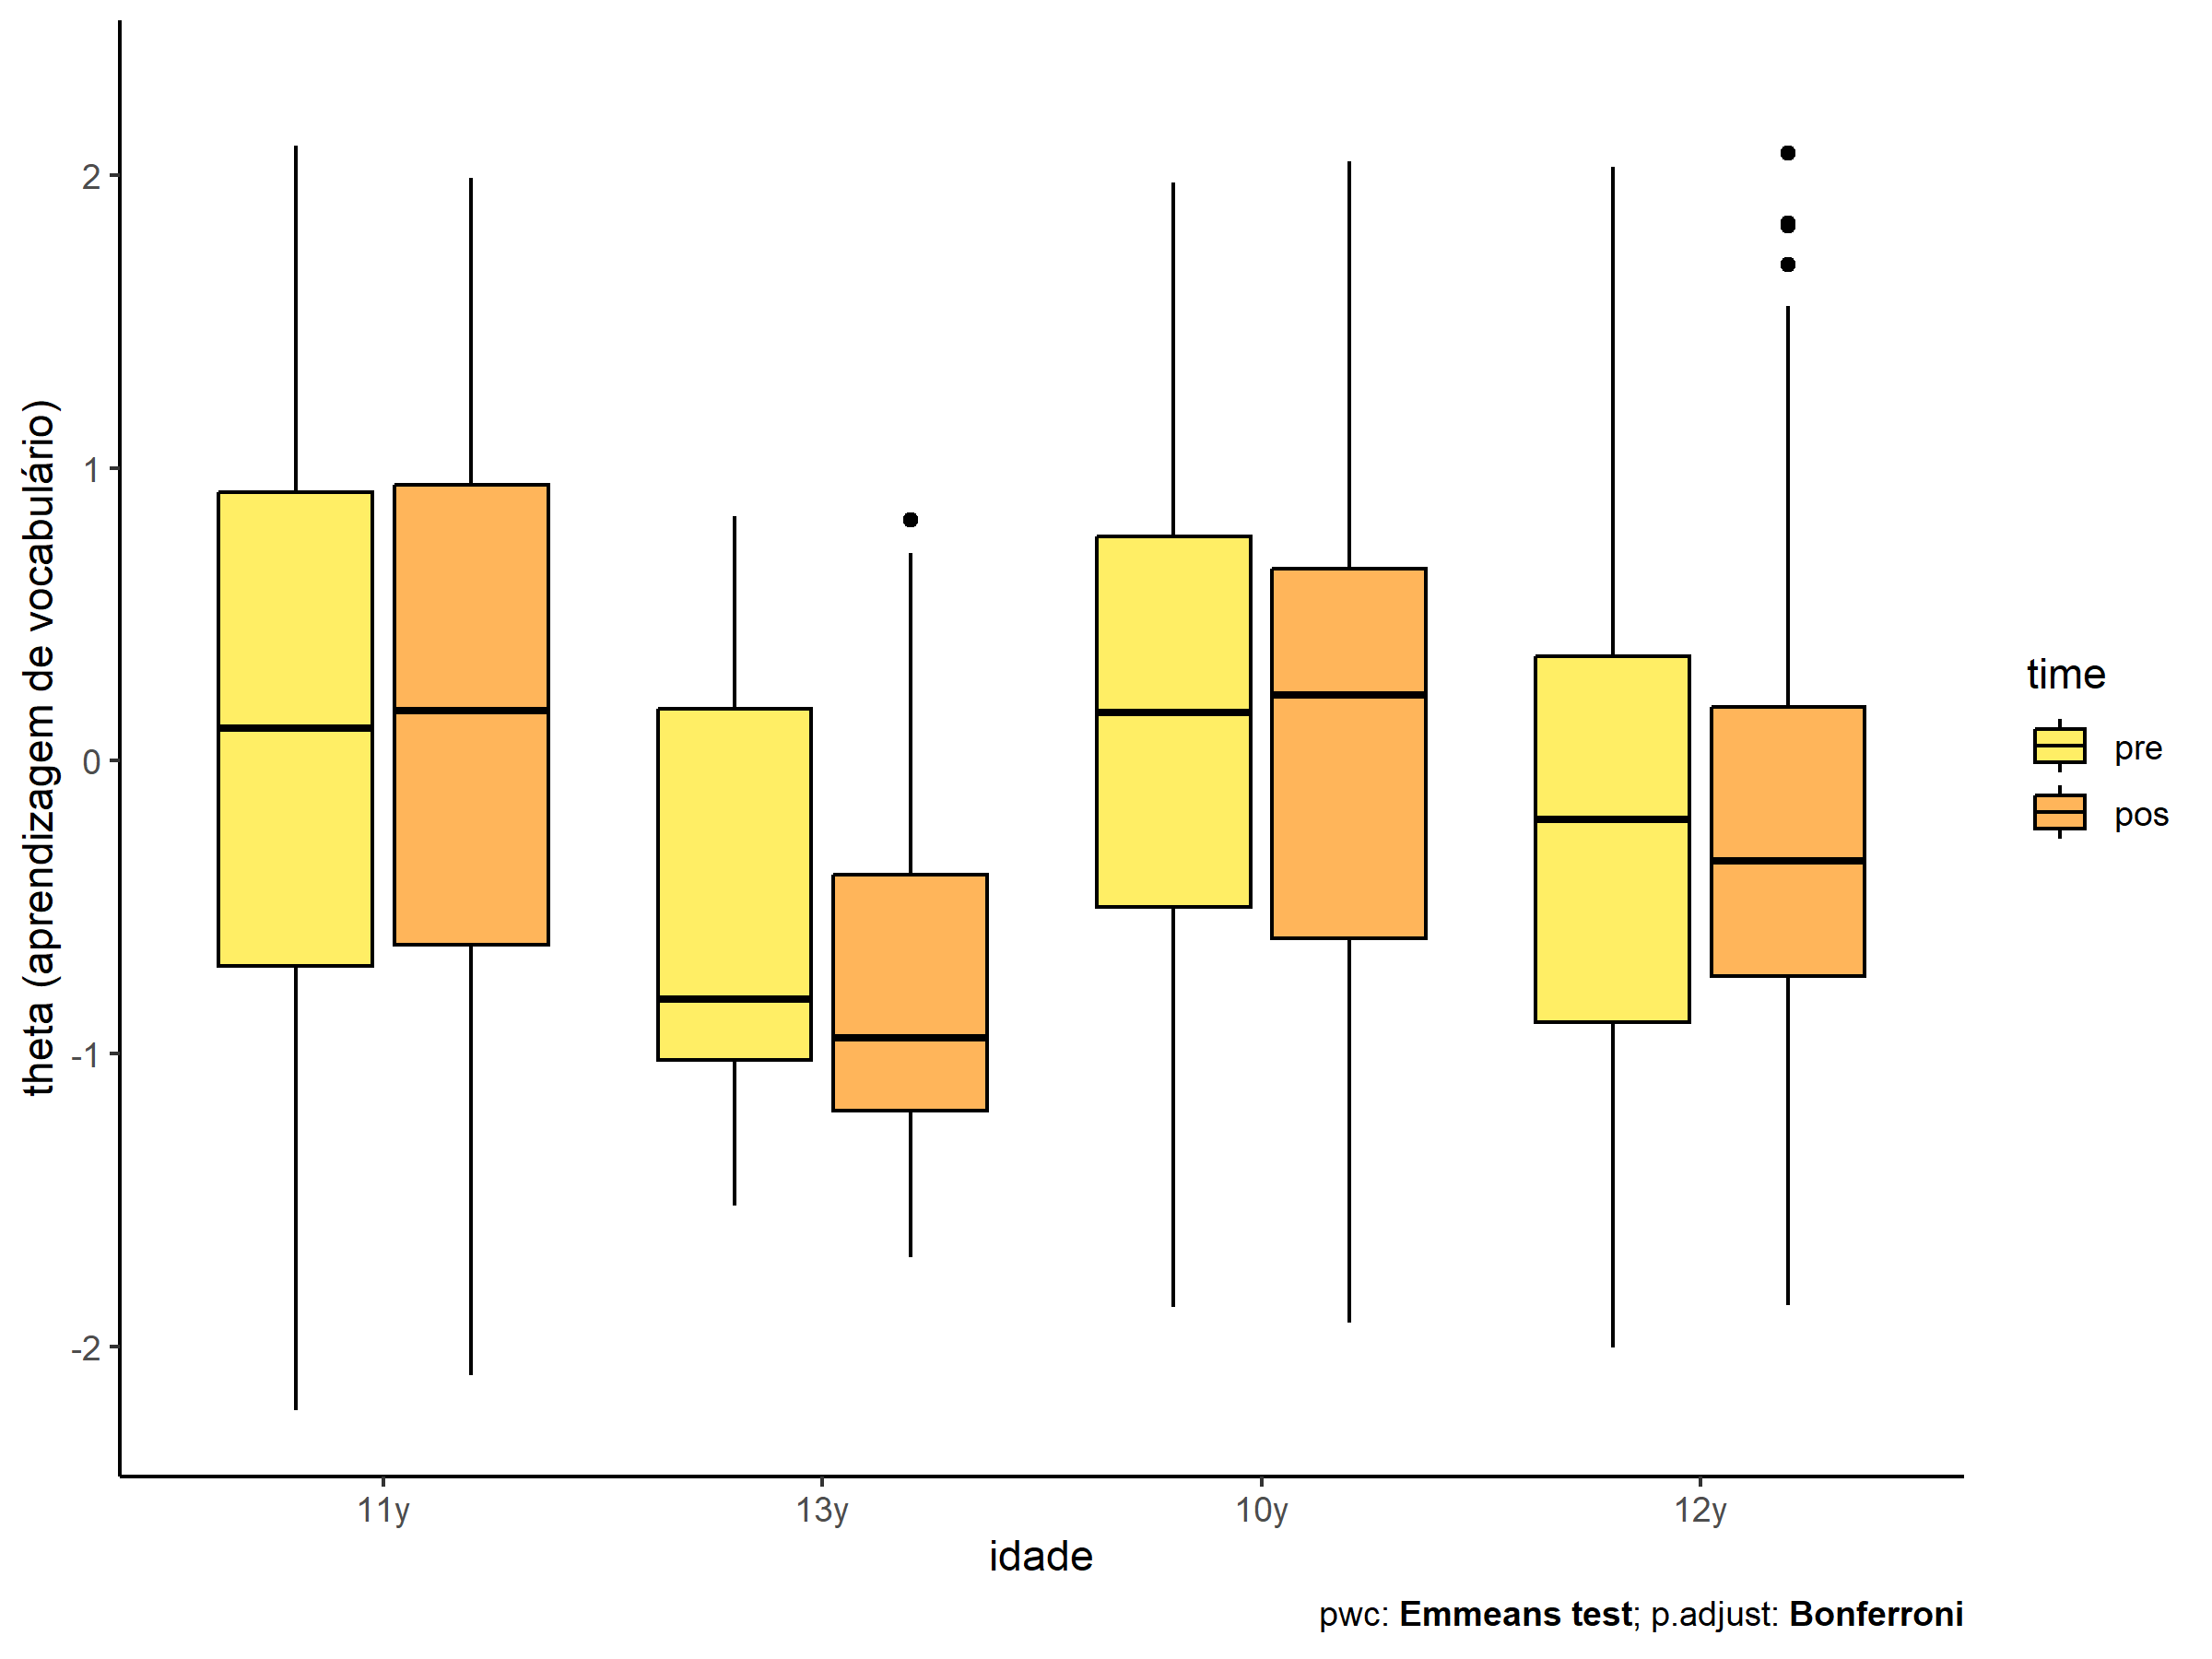 theta (aprendizagem de vocabulário)
2
1
0
-1
-2
11y
13y
10y
12y
idade
time
pre
pos
pwc: Emmeans test; p.adjust: Bonferroni